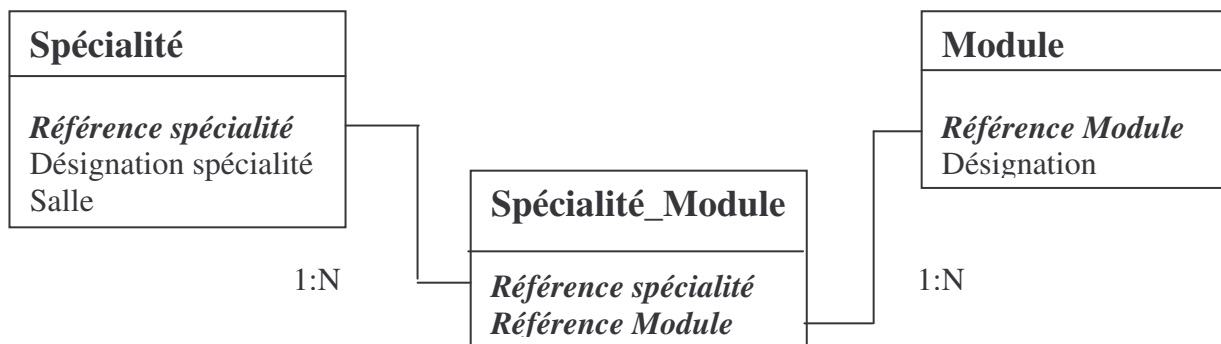 Spécialité
Référence spécialité
Désignation spécialité
Salle
Module
Référence Module
Désignation
Spécialité_Module
Référence spécialité
Référence Module
1:N
1:N